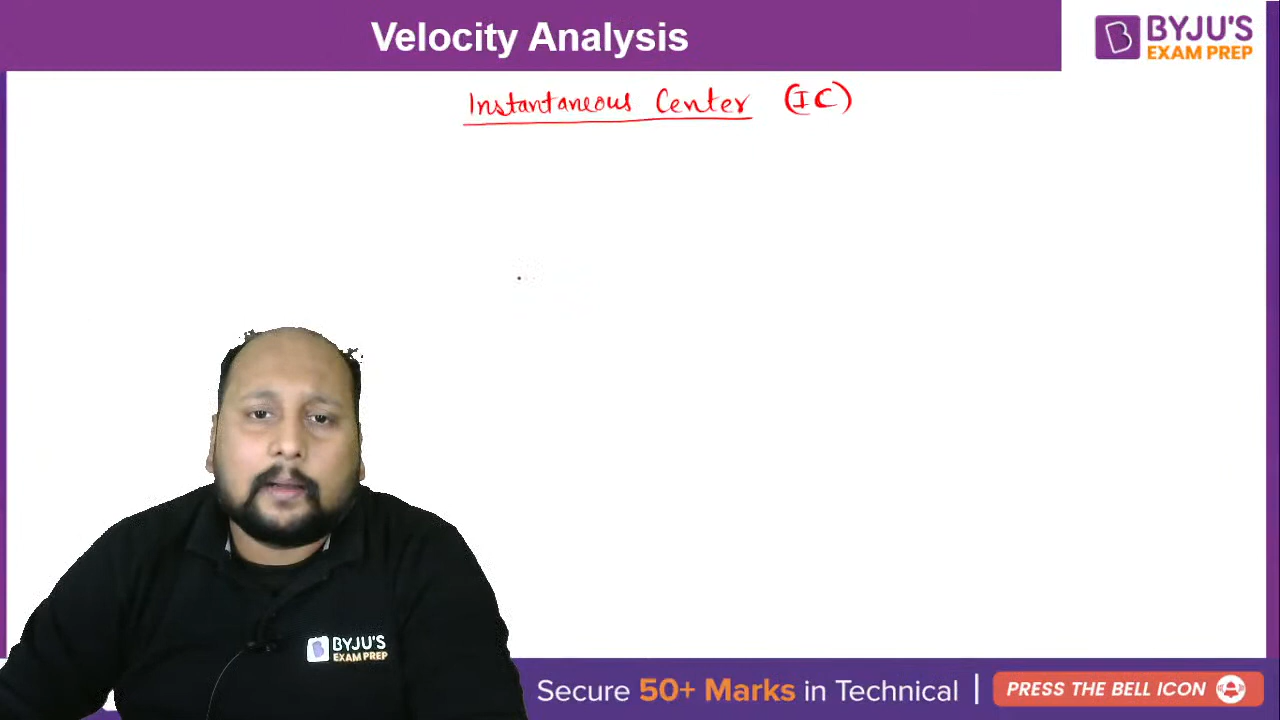 Velocity Analysis
BYJU'S
EXAM PREP
Instantaneous Center (IC)
BYJU'S
EXAM PREP
Secure 50+ Marks in Technical
PRESS THE BELL ICON